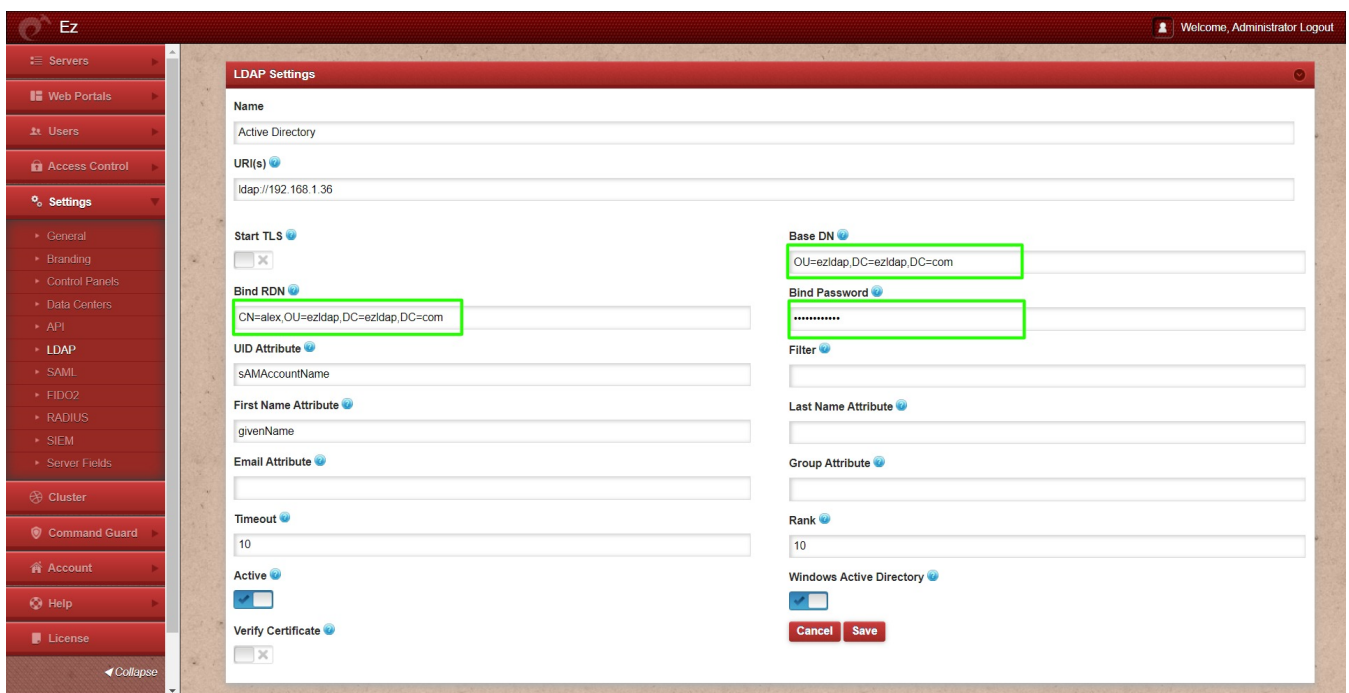 Ez
Welcome, Administrator Logout
Servers
Web Portals
Users
Access Control
Settings
General
Branding
Control Panels
Data Centers
API
LDAP
SAML
FIDO2
RADIUS
SIEM
Server Fields
Cluster
Command Guard
Account
Help
License
Collapse
LDAP Settings
Name
Active Directory
URI(s)
ldap://192.168.1.36
Start TLS
Base DN
OU=ezldap,DC=ezldap,DC=com
Bind RDN
Bind Password
CN=alex,OU=ezldap,DC=ezldap,DC=com
••••••••••••
UID Attribute
Filter
sAMAccountName
First Name Attribute
Last Name Attribute
givenName
Email Attribute
Group Attribute
Timeout
Rank
10
10
Active
Windows Active Directory
Verify Certificate
Cancel Save